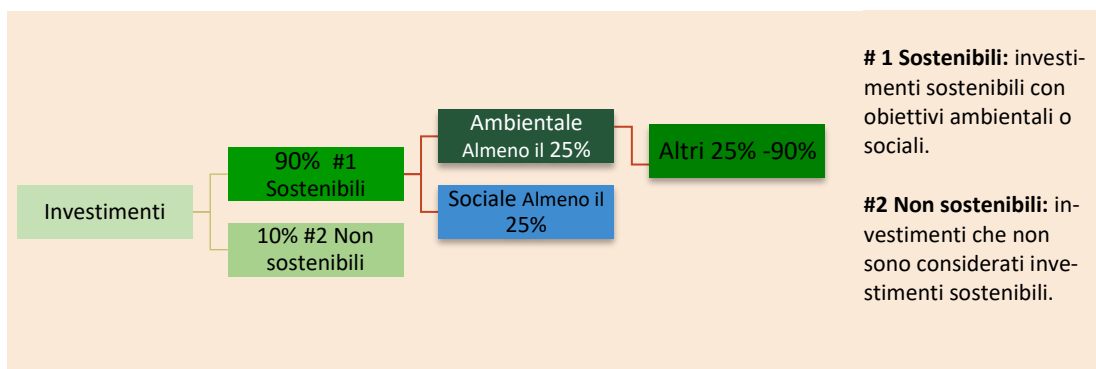 Investimenti
90% #1
Sostenibili
10% #2 Non
sostenibili
Ambientale
Almeno il 25%
Sociale Almeno il
25%
Altri 25% -90%
# 1 Sostenibili: investi-
menti sostenibili con
obiettivi ambientali o
sociali.
#2 Non sostenibili: in-
vestimenti che non
sono considerati inve-
stimenti sostenibili.